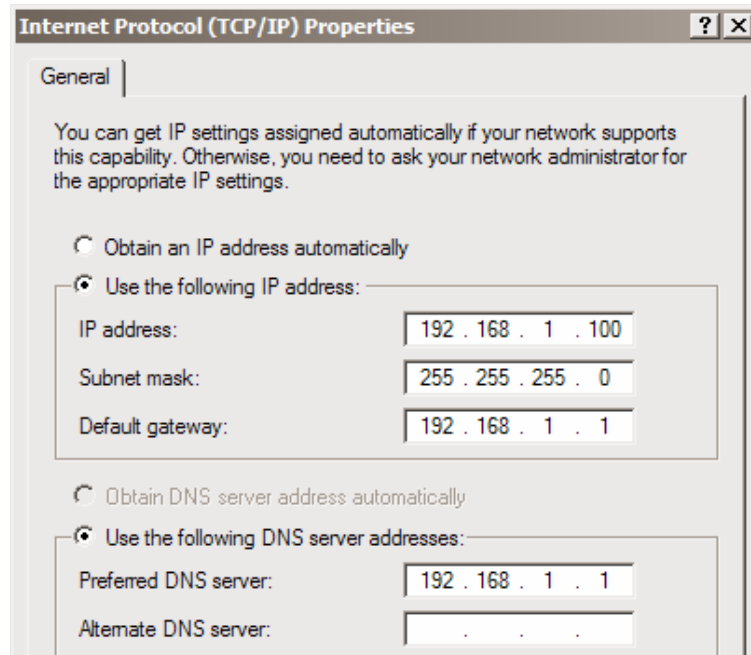 Internet Protocol (TCP/IP) Properties
General
You can get IP settings assigned automatically if your network supports
this capability. Otherwise, you need to ask your network administrator for
the appropriate IP settings.
Obtain an IP address automatically
Use the following IP address:
IP address: 192 . 168 . 1 . 100
Subnet mask: 255 . 255 . 255 . 0
Default gateway: 192 . 168 . 1 . 1
Obtain DNS server address automatically
Use the following DNS server addresses:
Preferred DNS server: 192 . 168 . 1 . 1
Alternate DNS server: . . .